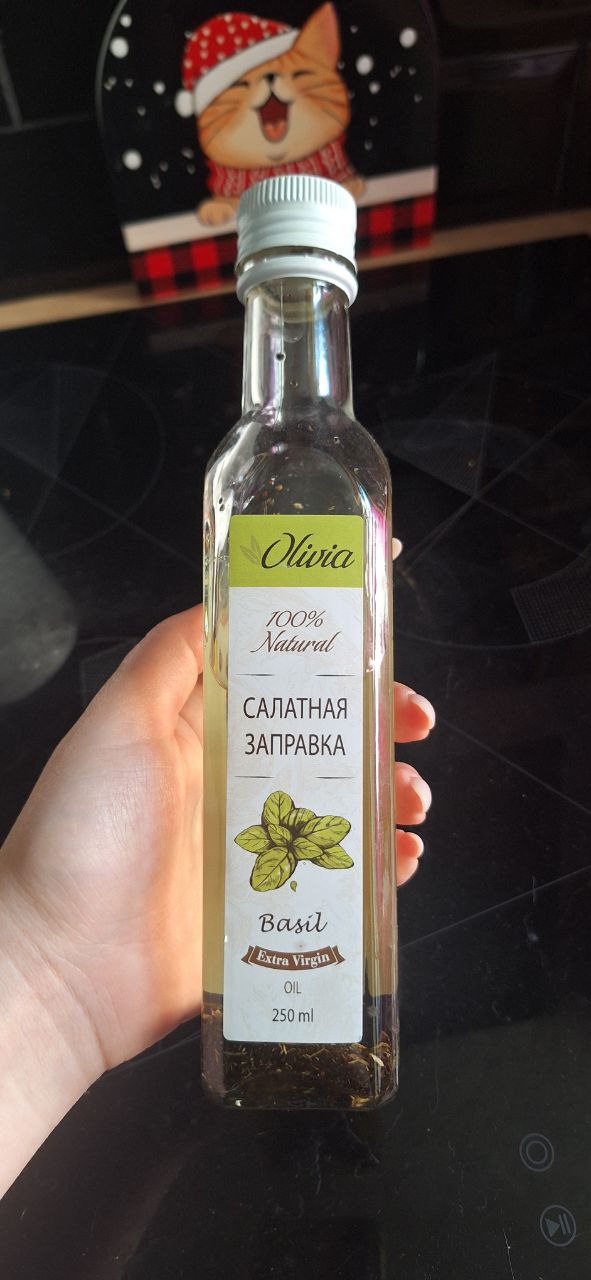 Olivia
100%
Natural
САЛАТНАЯ
ЗАПРАВКА
Basil
Extra Virgin
OIL
250 ml